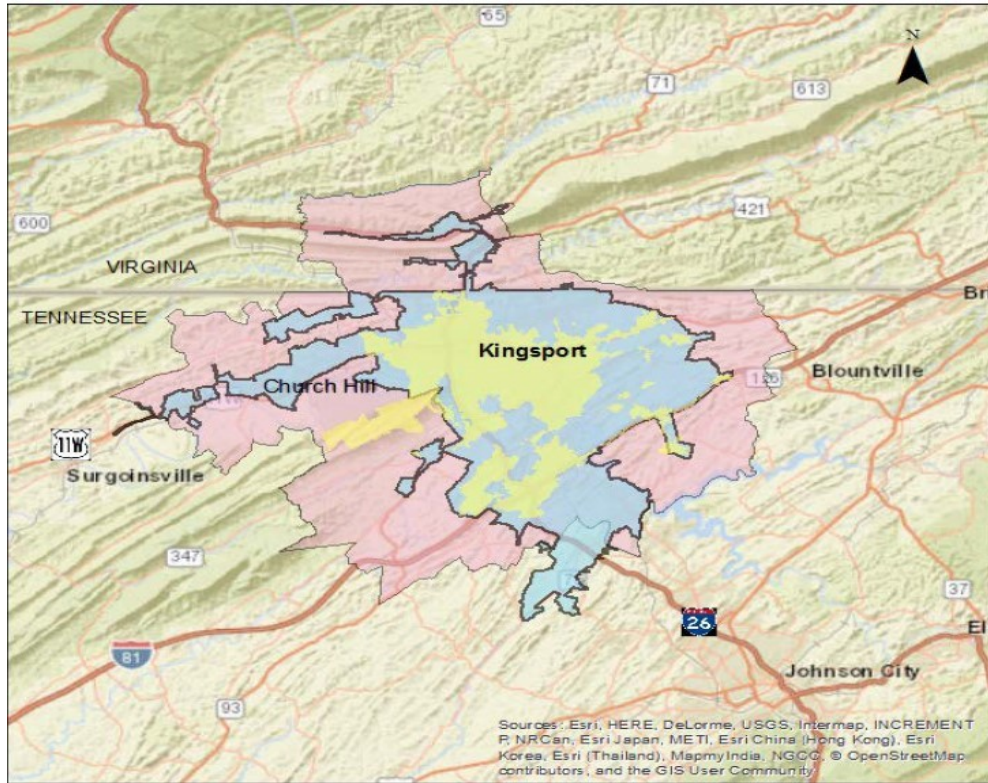 65
N
71
613
421
600
VIRGINIA
TENNESSEE
Br
Kingsport
Church Hill
126
Blountville
11W
Surgoinsville
347
37
26
El
81
Johnson City
93
Sources: Esri, HERE, DeLorme, USGS, Intermap, INCREMENT
P, NRCan, Esri Japan, METI, Esri China (Hong Kong), Esri
Korea, Esri (Thailand), MapmyIndia, NGCC, © OpenStreetMap
contributors, and the GIS User Community